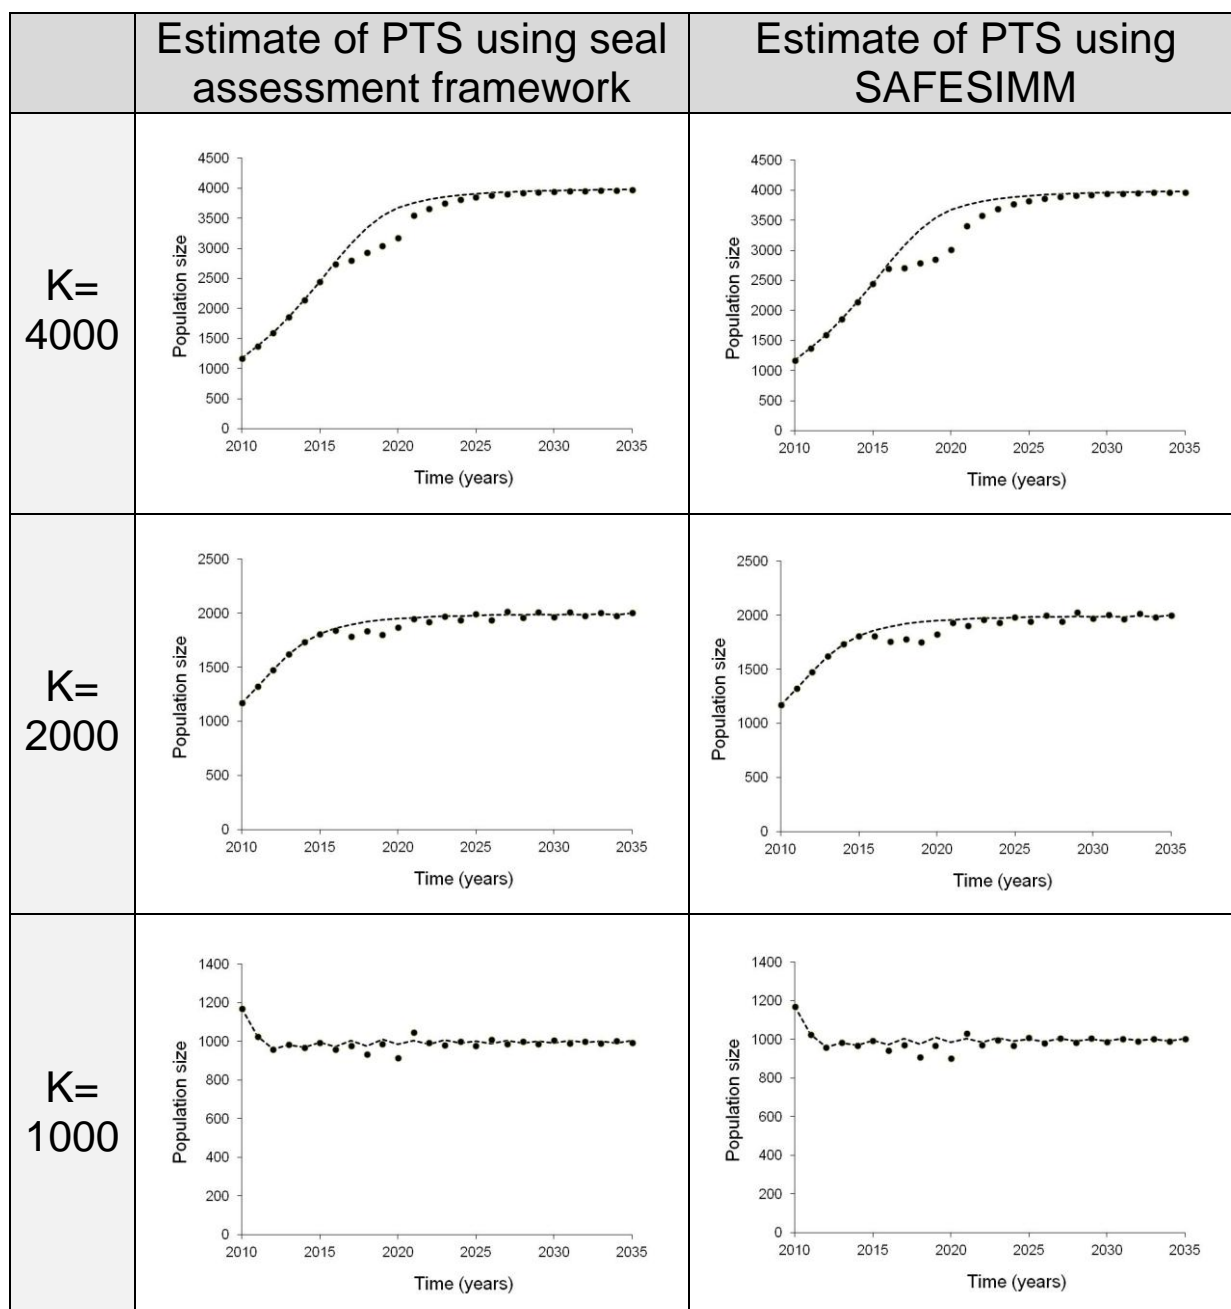 Estimate of PTS using seal
assessment framework
Estimate of PTS using
SAFESIMM
K=
4000
4500
4000
3500
3000
2500
2000
1500
1000
500
0
Population size
2010 2015 2020 2025 2030 2035
Time (years)
4500
4000
3500
3000
2500
2000
1500
1000
500
0
Population size
2010 2015 2020 2025 2030 2035
Time (years)
K=
2000
2500
2000
1500
1000
500
0
Population size
2010 2015 2020 2025 2030 2035
Time (years)
2500
2000
1500
1000
500
0
Population size
2010 2015 2020 2025 2030 2035
Time (years)
K=
1000
1400
1200
1000
800
600
400
200
0
Population size
2010 2015 2020 2025 2030 2035
Time (years)
1400
1200
1000
800
600
400
200
0
Population size
2010 2015 2020 2025 2030 2035
Time (years)